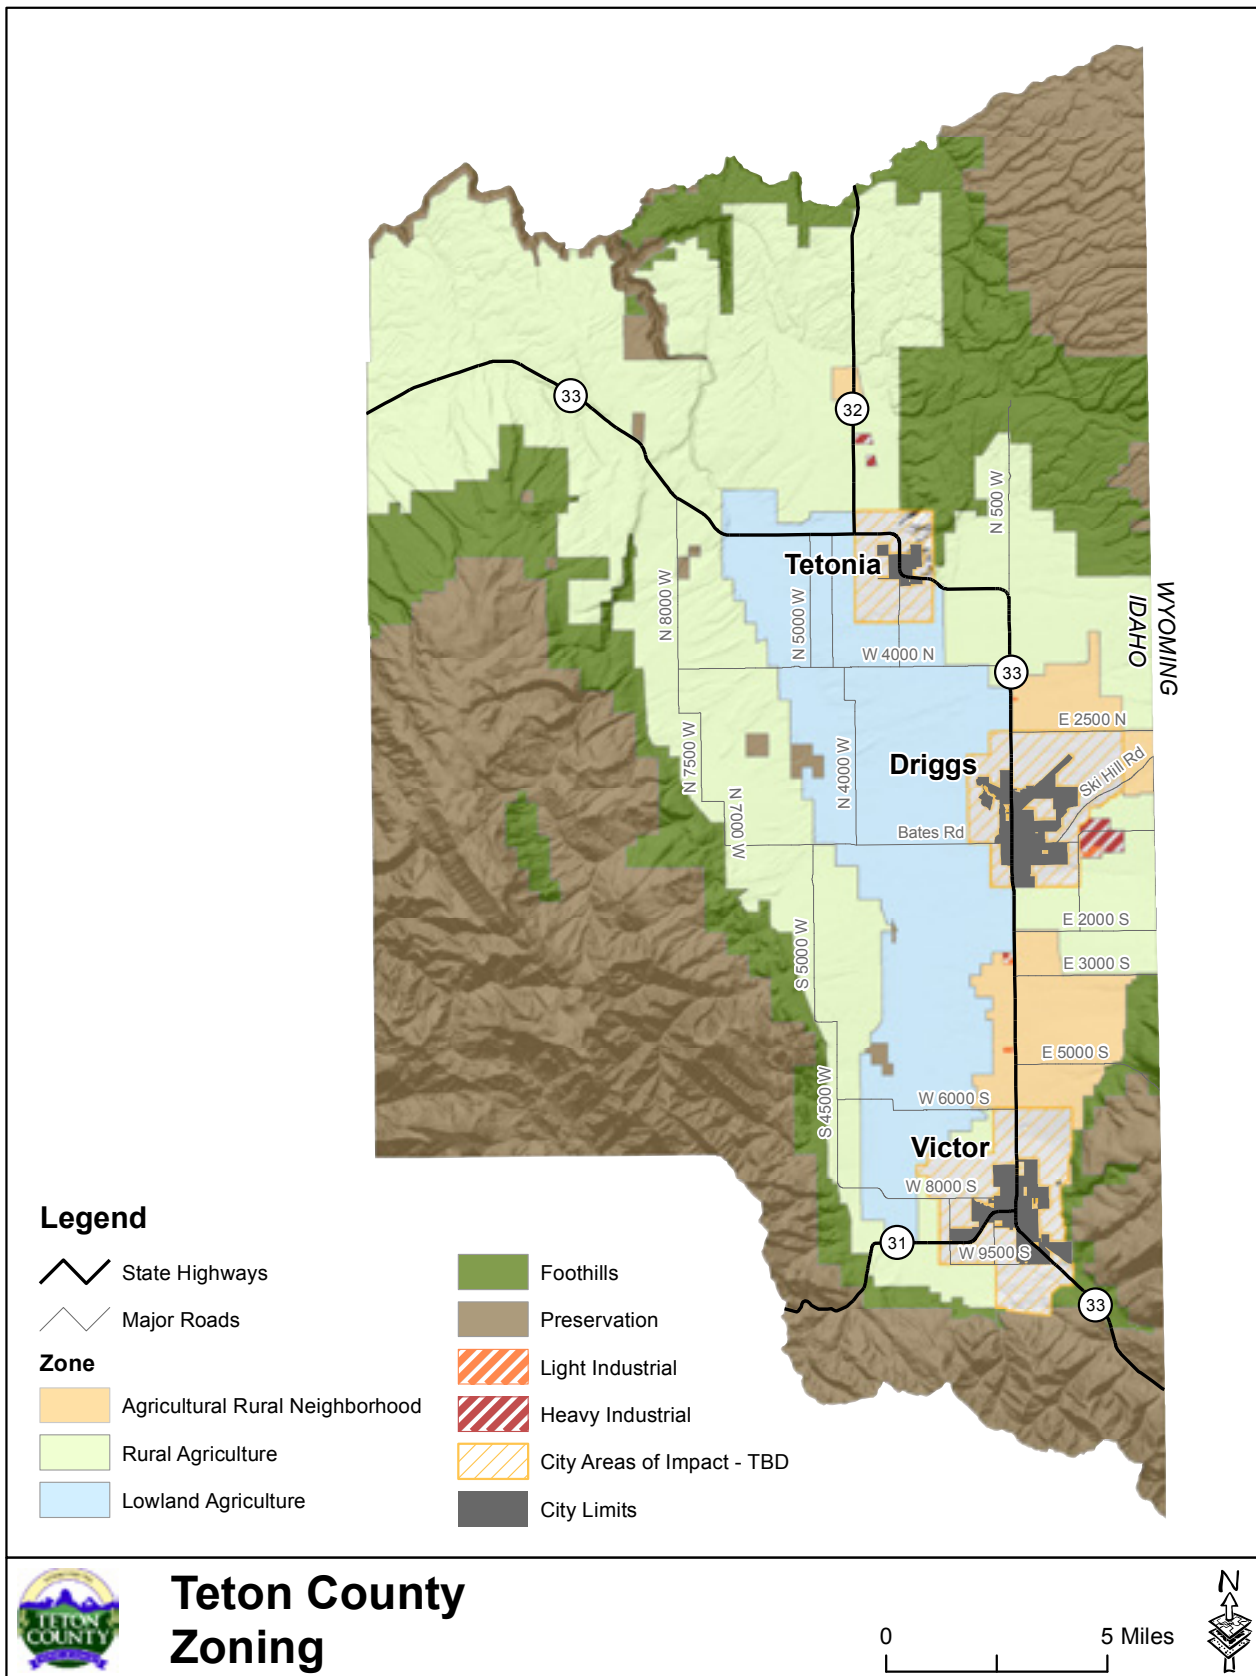 33
32
N 500 W
Tetonia
N 8000 W
N 5000 W
W 4000 N
WYOMING
IDAHO
33
E 2500 N
Driggs
Ski Hill Rd
N 7500 W
N 4000 W
N 7000 W
Bates Rd
E 2000 S
S 5000 W
E 3000 S
E 5000 S
S 4500 W
W 6000 S
Victor
W 8000 S
31
W 9500 S
33
Legend
State Highways
Major Roads
Zone
Agricultural Rural Neighborhood
Rural Agriculture
Lowland Agriculture
Foothills
Preservation
Light Industrial
Heavy Industrial
City Areas of Impact - TBD
City Limits
TETON
COUNTY
Teton County
Zoning
0
5 Miles
N